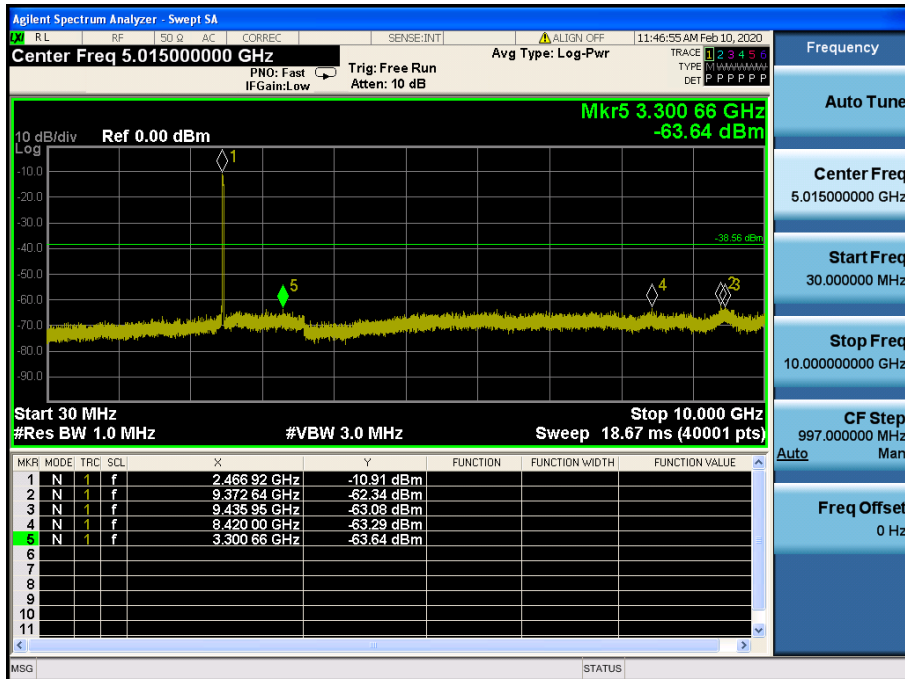 Agilent Spectrum Analyzer - Swept SA
LXI RL RF 50 Ω AC CORREC SENSE:INT ALIGN OFF 11:46:55 AM Feb 10, 2020
Center Freq 5.015000000 GHz
PNO: Fast
IFGain:Low
Trig: Free Run
Atten: 10 dB
Avg Type: Log-Pwr
TRACE 1 2 3 4 5 6
TYPE M WWWWW
DET P P P P P P
Mkr5 3.300 66 GHz
-63.64 dBm
10 dB/div Ref 0.00 dBm
Log
-10.0
-20.0
-30.0
-40.0
-50.0
-60.0
-70.0
-80.0
-90.0
1
5
4
23
-38.56 dBm
Start 30 MHz Stop 10.000 GHz
#Res BW 1.0 MHz #VBW 3.0 MHz Sweep 18.67 ms (40001 pts)
MKR MODE TRC SCL X Y FUNCTION FUNCTION WIDTH FUNCTION VALUE
1 N 1 f 2.466 92 GHz -10.91 dBm
2 N 1 f 9.372 64 GHz -62.34 dBm
3 N 1 f 9.435 95 GHz -63.08 dBm
4 N 1 f 8.420 00 GHz -63.29 dBm
5 N 1 f 3.300 66 GHz -63.64 dBm
6
7
8
9
10
11
MSG STATUS
Frequency
Auto Tune
Center Freq
5.015000000 GHz
Start Freq
30.000000 MHz
Stop Freq
10.000000000 GHz
CF Step
997.000000 MHz
Auto Man
Freq Offset
0 Hz